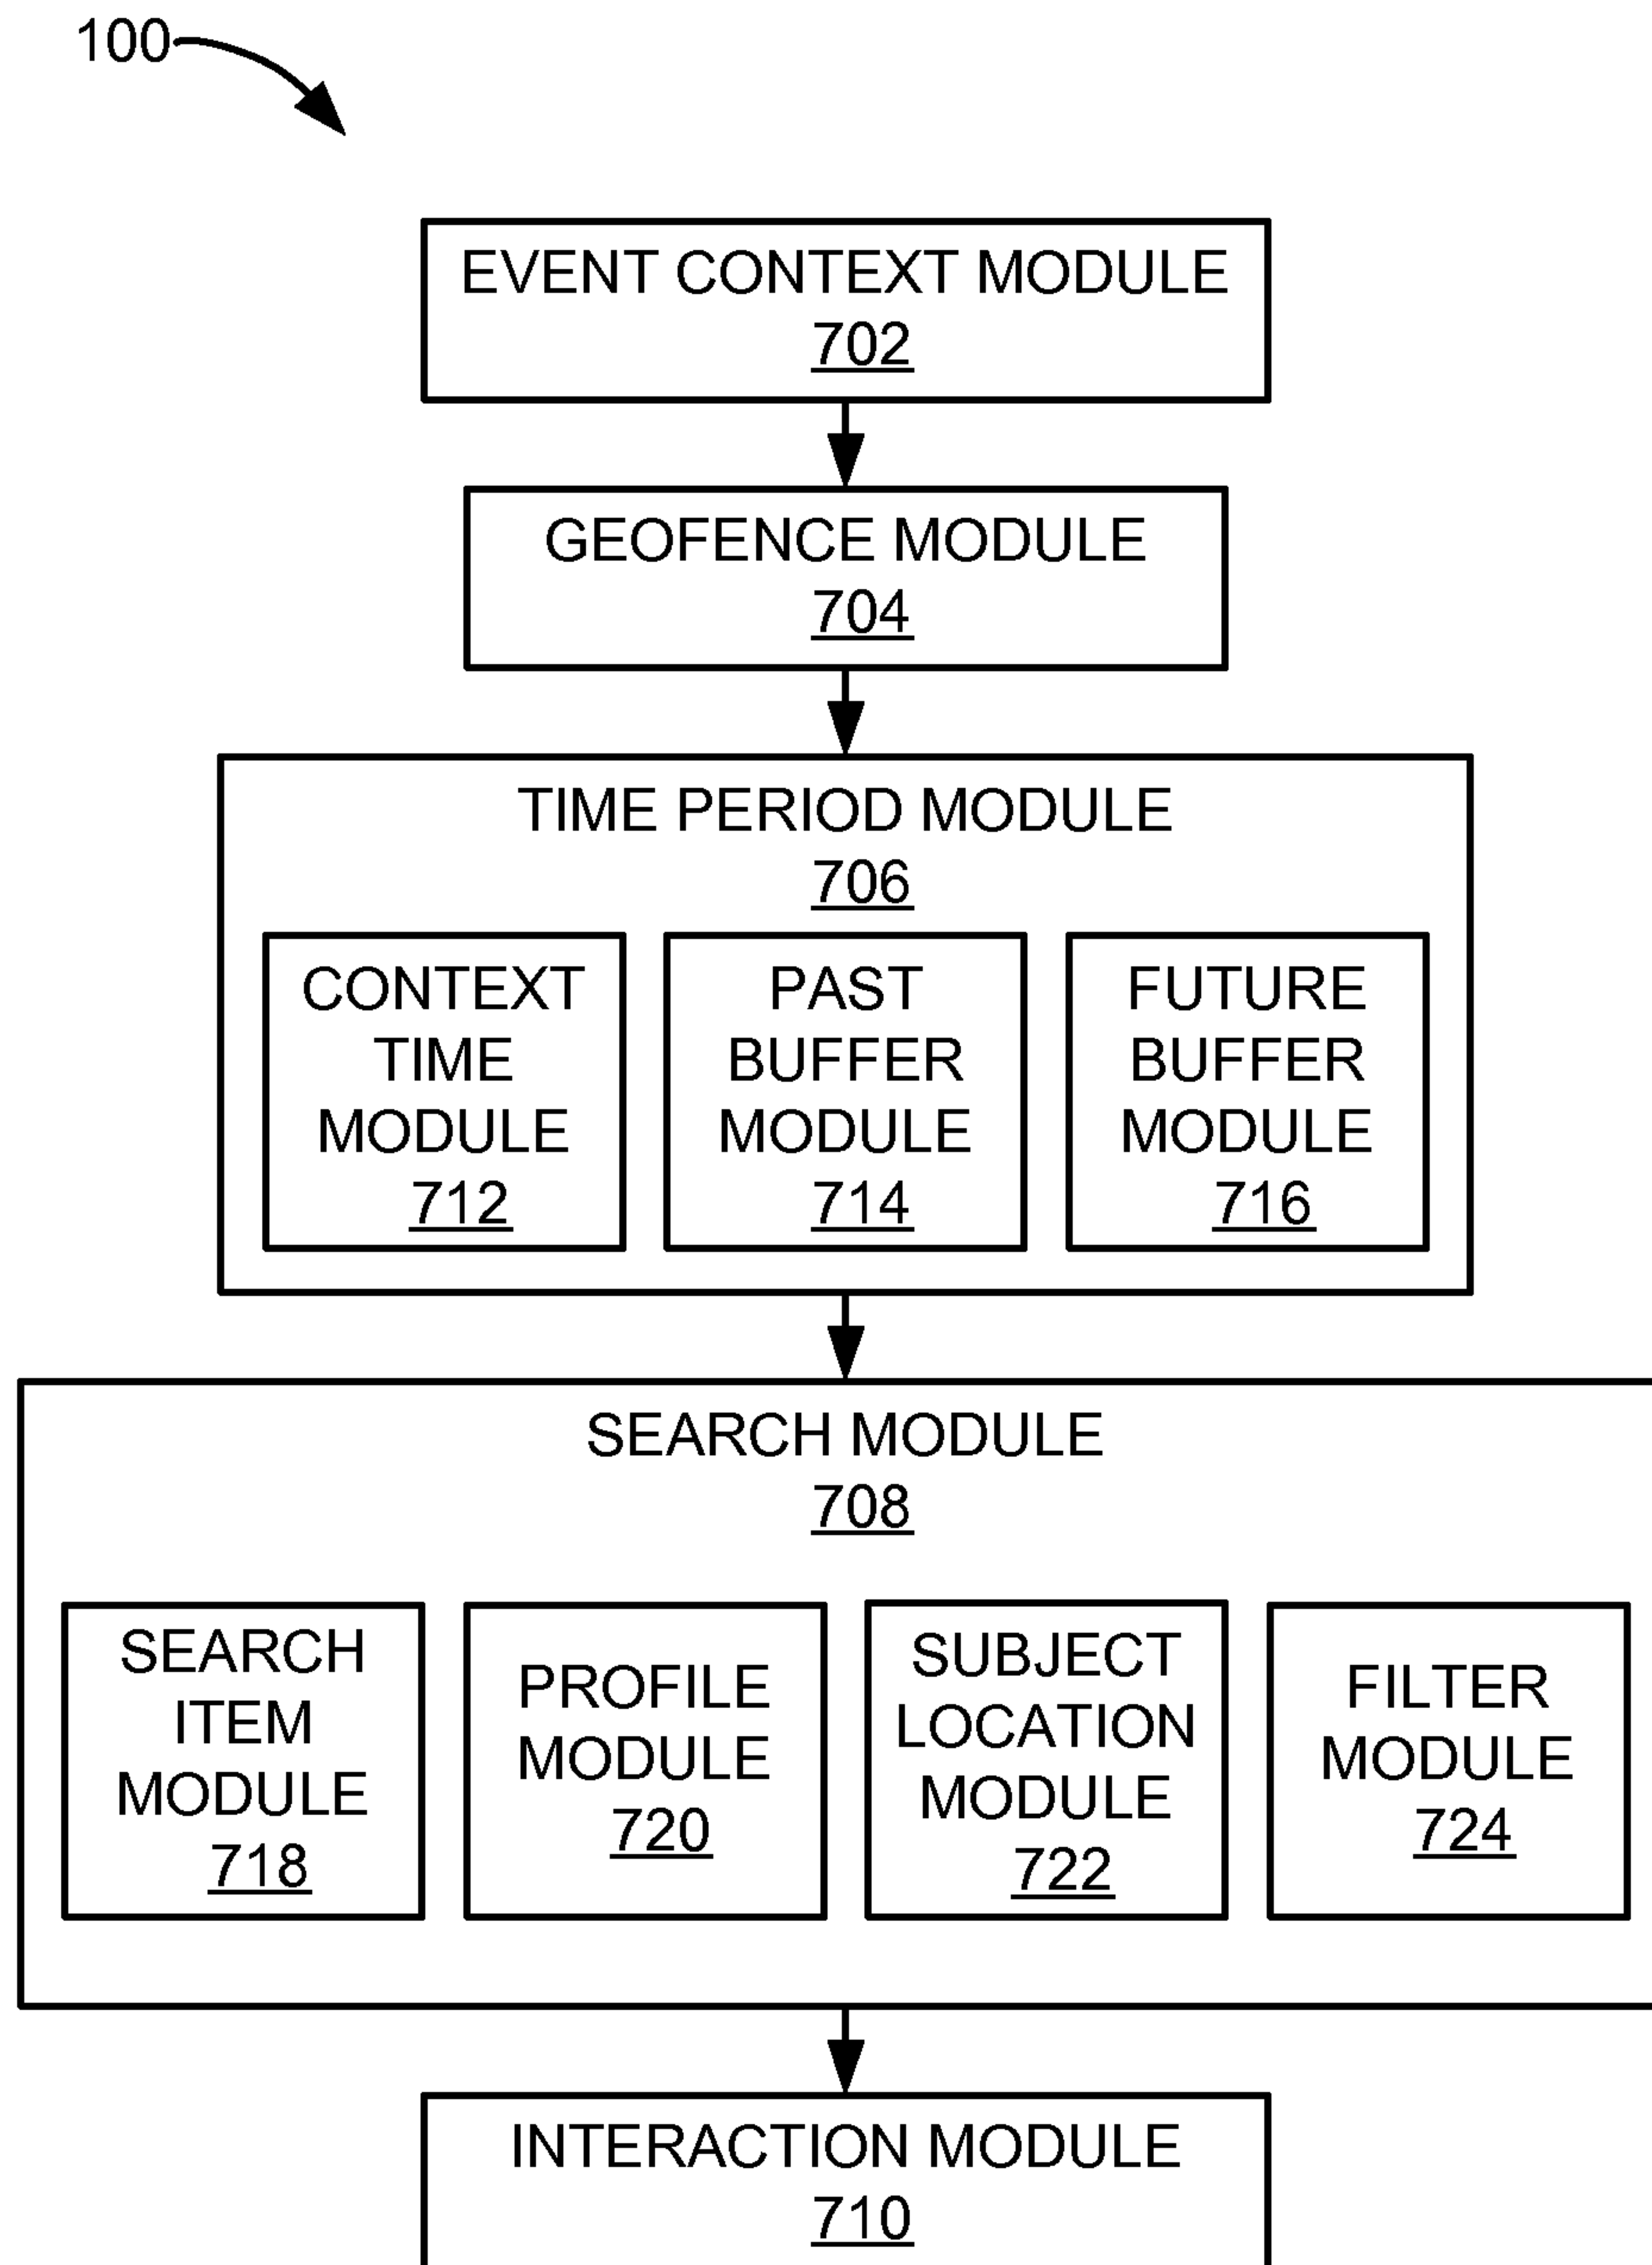 100
EVENT CONTEXT MODULE
702
GEOFENCE MODULE
704
TIME PERIOD MODULE
706
CONTEXT
TIME
MODULE
712
PAST
BUFFER
MODULE
714
FUTURE
BUFFER
MODULE
716
SEARCH MODULE
708
SEARCH
ITEM
MODULE
718
PROFILE
MODULE
720
SUBJECT
LOCATION
MODULE
722
FILTER
MODULE
724
INTERACTION MODULE
710